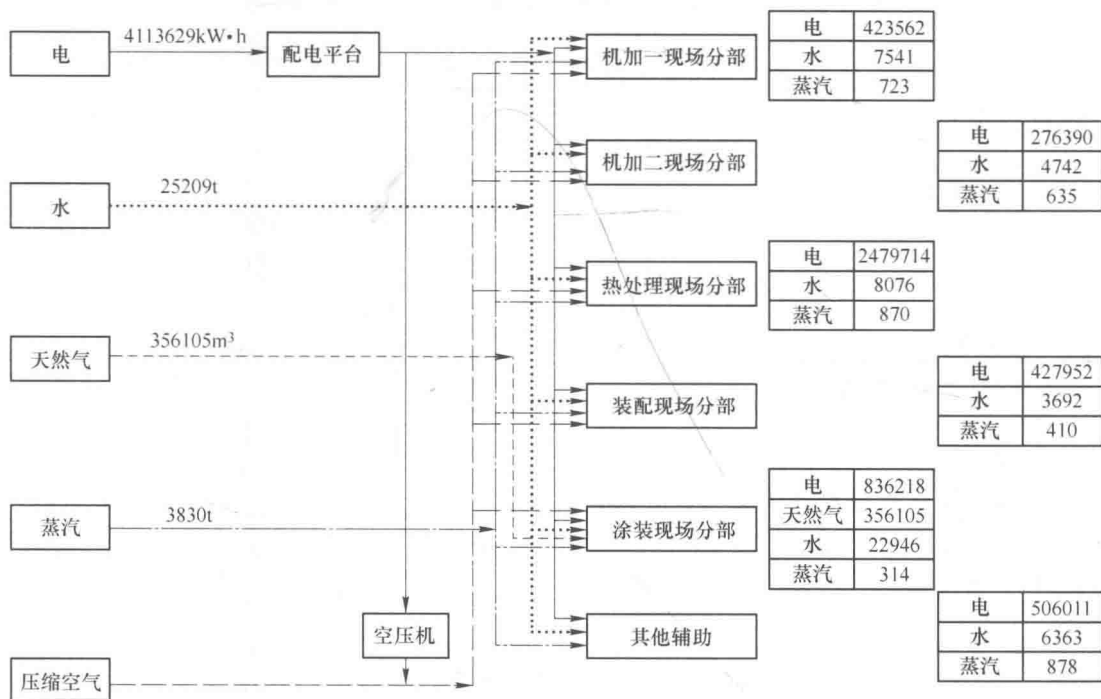 电
4113629kW·h
配电平台
水
25209t
天然气
356105m³
蒸汽
3830t
空压机
压缩空气
机加一现场分部
电 423562
水 7541
蒸汽 723
机加二现场分部
电 276390
水 4742
蒸汽 635
热处理现场分部
电 2479714
水 8076
蒸汽 870
装配现场分部
电 427952
水 3692
蒸汽 410
涂装现场分部
电 836218
天然气 356105
水 22946
蒸汽 314
其他辅助
电 506011
水 6363
蒸汽 878